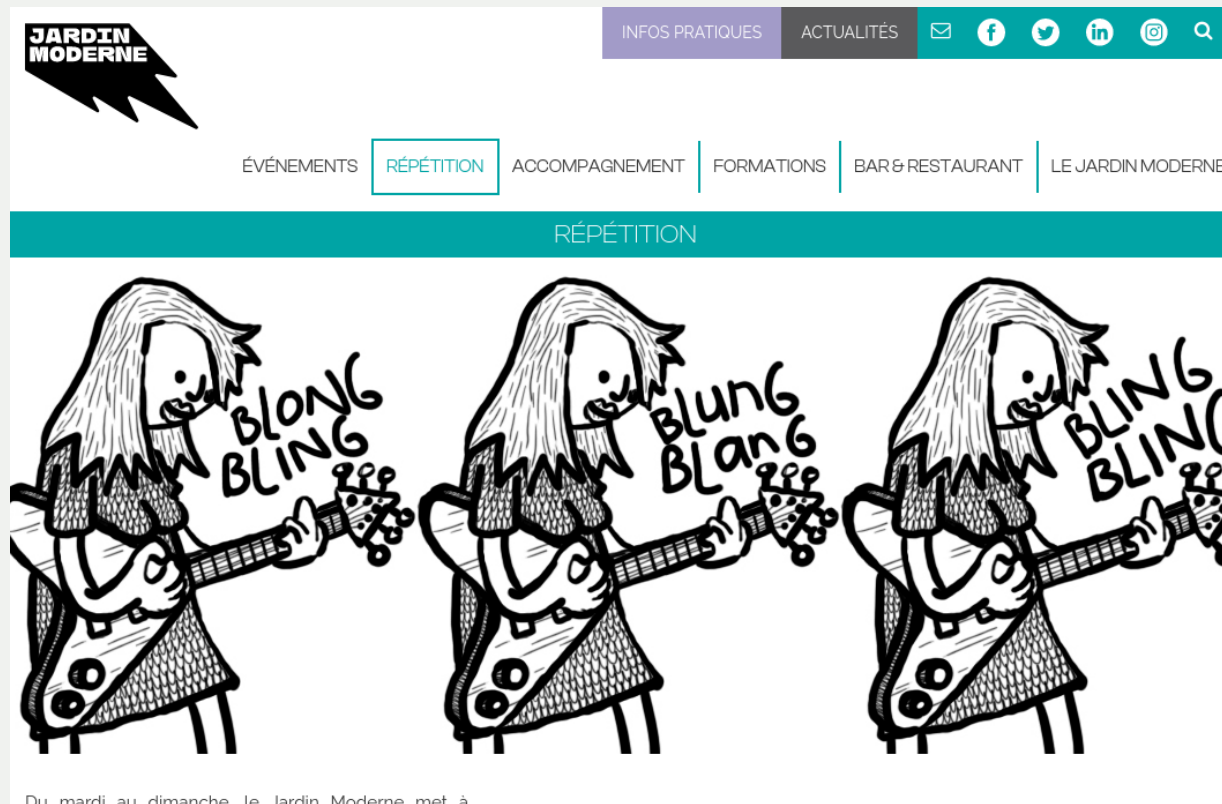 JARDIN
MODERNE
INFOS PRATIQUES
ACTUALITÉS
ÉVÉNEMENTS
RÉPÉTITION
ACCOMPAGNEMENT
FORMATIONS
BAR & RESTAURANT
LE JARDIN MODERNE
RÉPÉTITION
BLONG
BLING
BLUNG
BLANG
BLING
BLING
Du mardi au dimanche, le Jardin Moderne met à